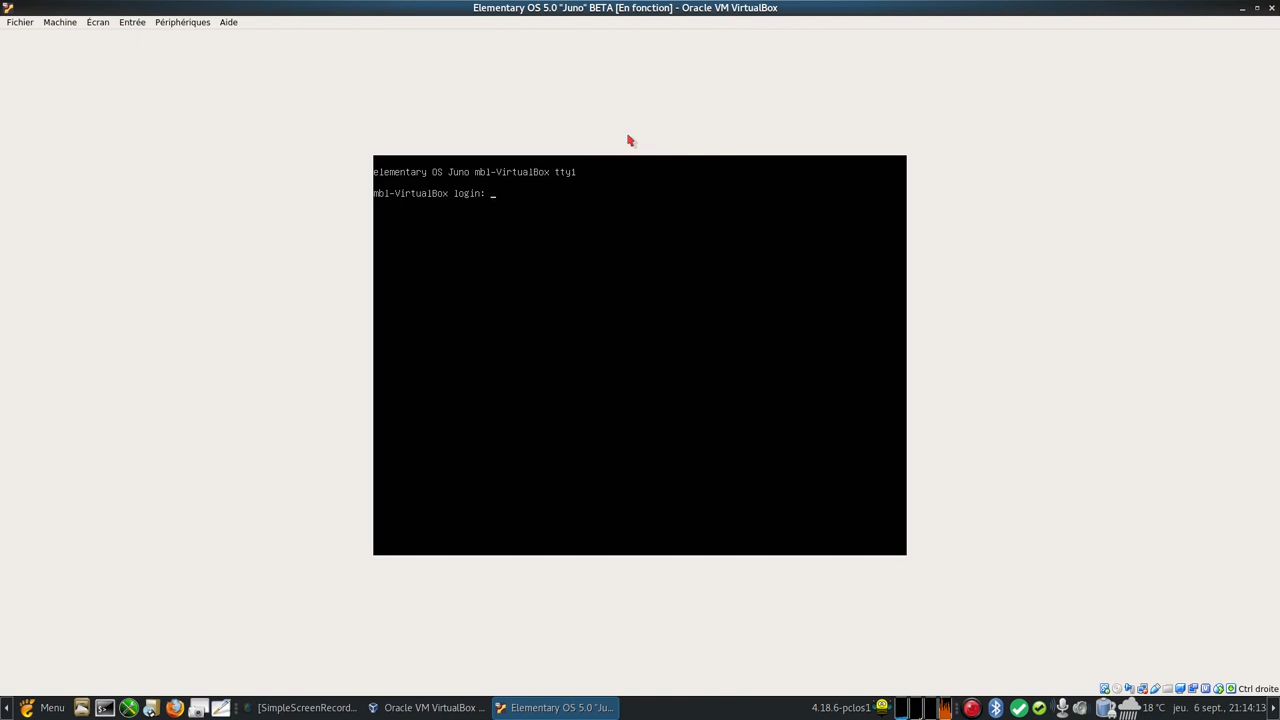 Elementary OS 5.0 "Juno" BETA [En fonction] - Oracle VM VirtualBox
Fichier Machine Écran Entrée Périphériques Aide
elementary OS Juno mbl-VirtualBox tty1
mbl-VirtualBox login: _
Ctrl droite
Menu [SimpleScreenRecord... Oracle VM VirtualBox ... Elementary OS 5.0 "Ju... 4.18.6-pclos1 18 °C jeu. 6 sept., 21:14:13